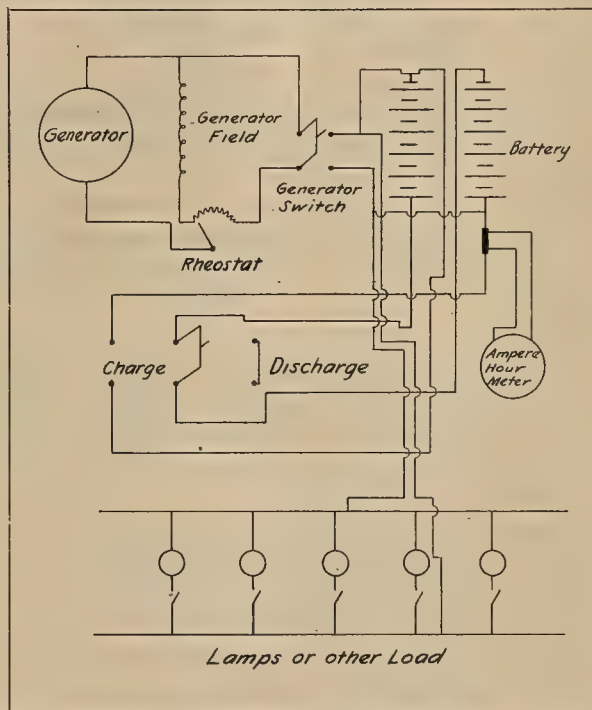 Generator
Generator
Field
Generator
Switch
Rheostat
Battery
Charge
Discharge
Ampere
Hour
Meter
Lamps or other Load